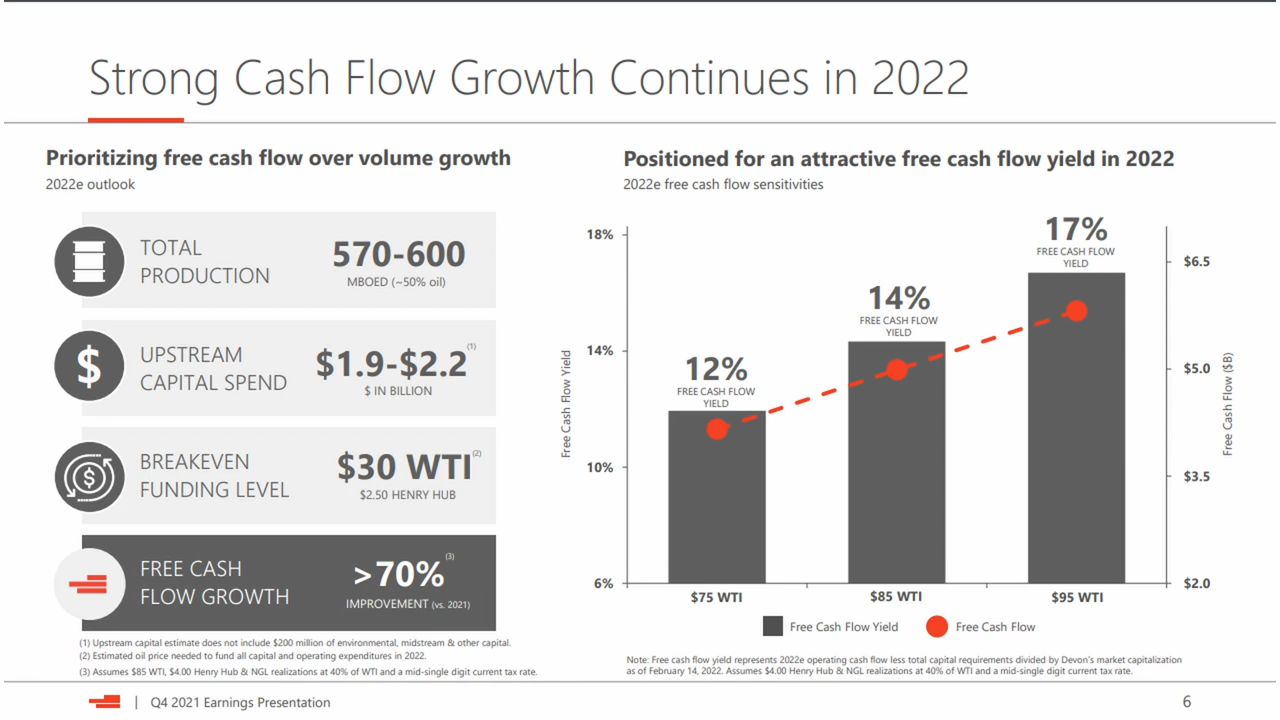 Strong Cash Flow Growth Continues in 2022
Prioritizing free cash flow over volume growth
2022e outlook
TOTAL
PRODUCTION
570-600
MBOED (~50% oil)
UPSTREAM
CAPITAL SPEND
$1.9-$2.2 (1)
$ IN BILLION
BREAKEVEN
FUNDING LEVEL
$30 WTI (2)
$2.50 HENRY HUB
FREE CASH
FLOW GROWTH
>70% (3)
IMPROVEMENT (vs. 2021)
(1) Upstream capital estimate does not include $200 million of environmental, midstream & other capital.
(2) Estimated oil price needed to fund all capital and operating expenditures in 2022.
(3) Assumes $85 WTI, $4.00 Henry Hub & NGL realizations at 40% of WTI and a mid-single digit current tax rate.
Positioned for an attractive free cash flow yield in 2022
2022e free cash flow sensitivities
Free Cash Flow Yield
18%
14%
10%
6%
12%
FREE CASH FLOW
YIELD
14%
FREE CASH FLOW
YIELD
17%
FREE CASH FLOW
YIELD
$6.5
$5.0
$3.5
$2.0
Free Cash Flow ($B)
$75 WTI
$85 WTI
$95 WTI
Free Cash Flow Yield
Free Cash Flow
Note: Free cash flow yield represents 2022e operating cash flow less total capital requirements divided by Devon's market capitalization
as of February 14, 2022. Assumes $4.00 Henry Hub & NGL realizations at 40% of WTI and a mid-single digit current tax rate.
| Q4 2021 Earnings Presentation
6